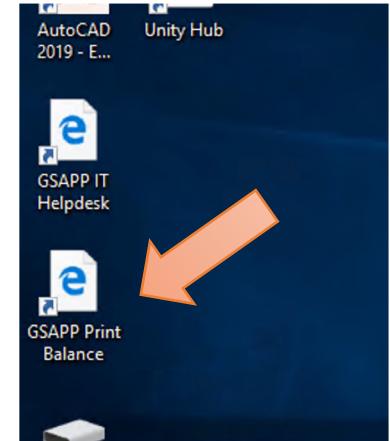 AutoCAD
2019 - E...
Unity Hub
GSAPP IT
Helpdesk
GSAPP Print
Balance